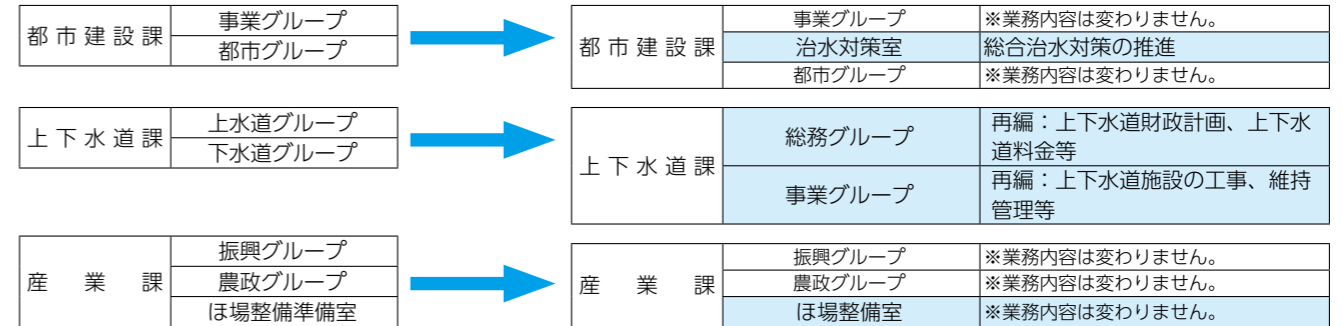 都市建設課 事業グループ
都市グループ
都市建設課 事業グループ ※業務内容は変わりません。
治水対策室 総合治水対策の推進
都市グループ ※業務内容は変わりません。
上下水道課 上水道グループ
下水道グループ
上下水道課 総務グループ 再編：上下水道財政計画、上下水
道料金等
事業グループ 再編：上下水道施設の工事、維持
管理等
産業課 振興グループ
農政グループ
ほ場整備準備室
産業課 振興グループ ※業務内容は変わりません。
農政グループ ※業務内容は変わりません。
ほ場整備室 ※業務内容は変わりません。